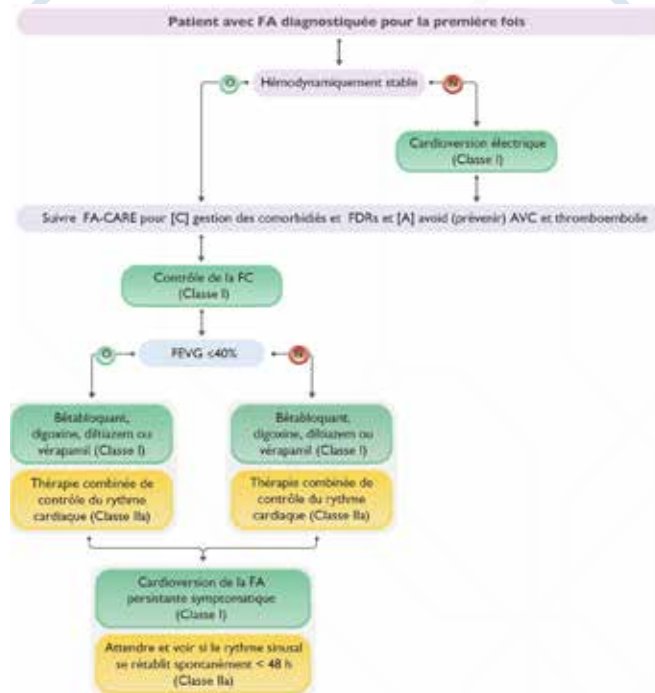 Patient avec FA diagnostiquée pour la première fois
O
Hémodynamiquement stable
N
Cardioversion électrique
(Classe I)
Suivre FA-CARE pour [C] gestion des comorbidiés et FDRs et [A] avoid (prévenir) AVC et thromboembolie
Contrôle de la FC
(Classe I)
O
FEVG <40%
N
Bétabloquant,
digoxine, diltiazem ou
vérapamil (Classe I)
Thérapie combinée de
contrôle du rythme
cardiaque (Classe IIa)
Bétabloquant,
digoxine, diltiazem ou
vérapamil (Classe I)
Thérapie combinée de
contrôle du rythme
cardiaque (Classe IIa)
Cardioversion de la FA
persistante symptomatique
(Classe I)
Attendre et voir si le rythme sinusal
se rétablit spontanément < 48 h
(Classe IIa)